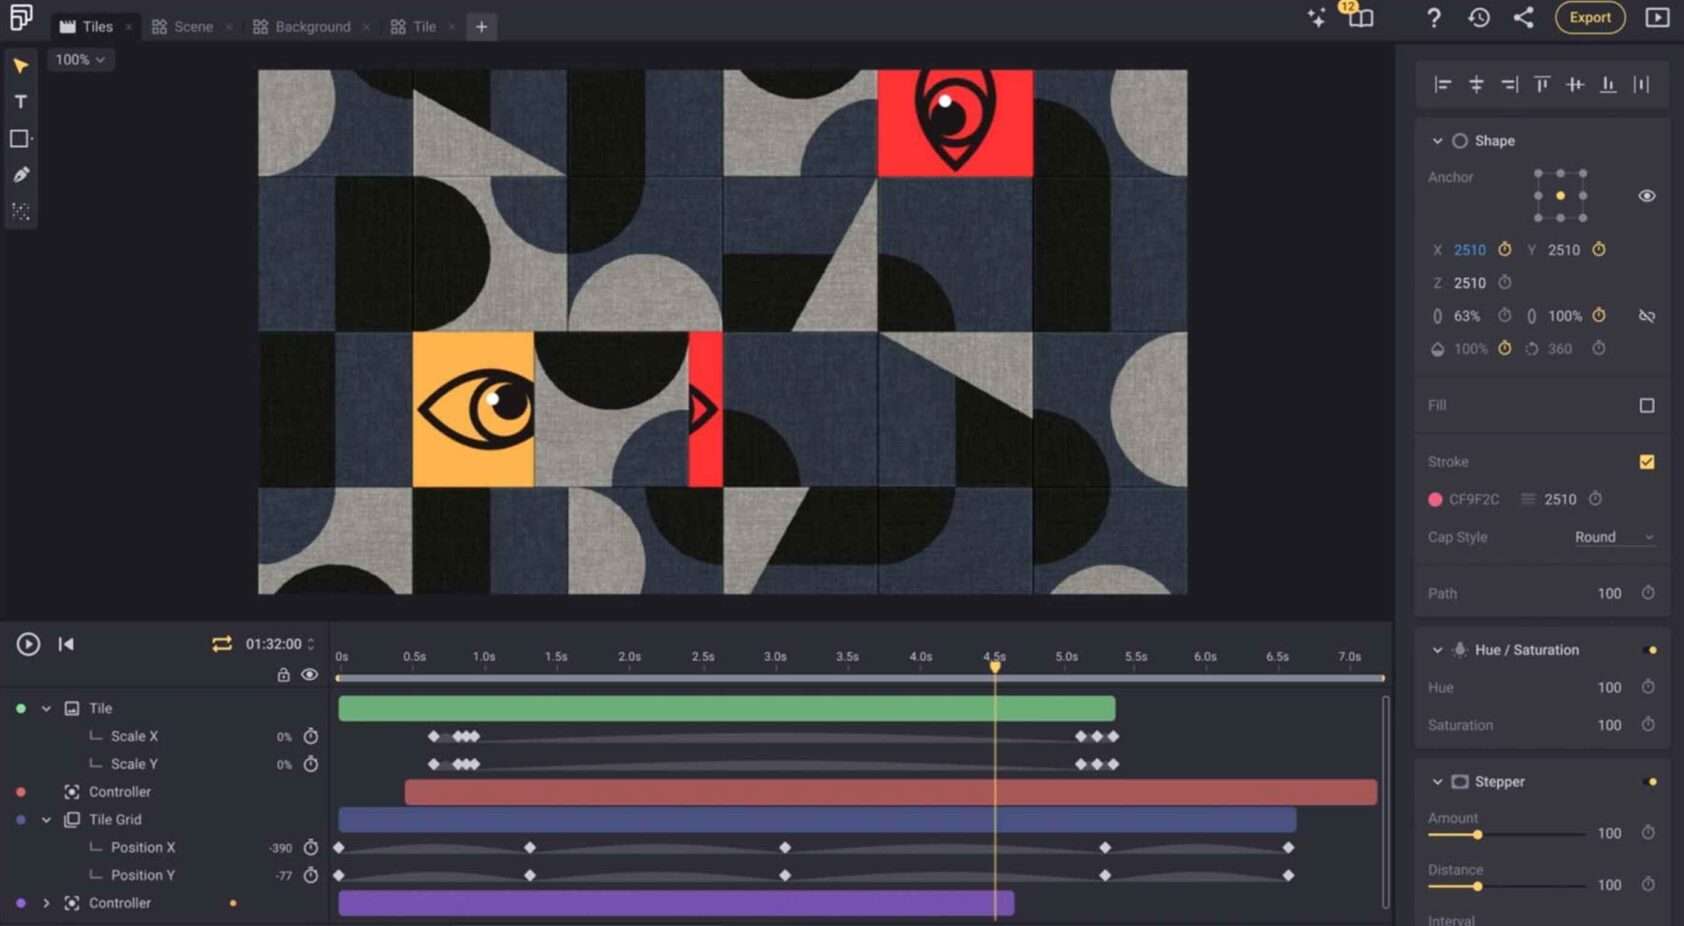 Tiles
Scene
Background
Tile
12
Export
100%
T
Shape
Anchor
X 2510 Y 2510
Z 2510
63% 100%
100% 360
Fill
Stroke
CF9F2C 2510
Cap Style Round
Path 100
Hue / Saturation
Hue 100
Saturation 100
Stepper
Amount 100
Distance 100
Interval
01:32:00
0s 0.5s 1.0s 1.5s 2.0s 2.5s 3.0s 3.5s 4.0s 4.5s 5.0s 5.5s 6.0s 6.5s 7.0s
Tile
Scale X 0%
Scale Y 0%
Controller
Tile Grid
Position X -390
Position Y -77
Controller